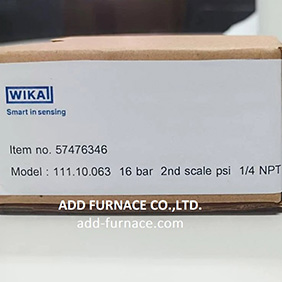 WIKA
Smart in sensing
Item no. 57476346
Model : 111.10.063 16 bar 2nd scale psi 1/4 NPT
ADD FURNACE CO.,LTD.
add-furnace.com